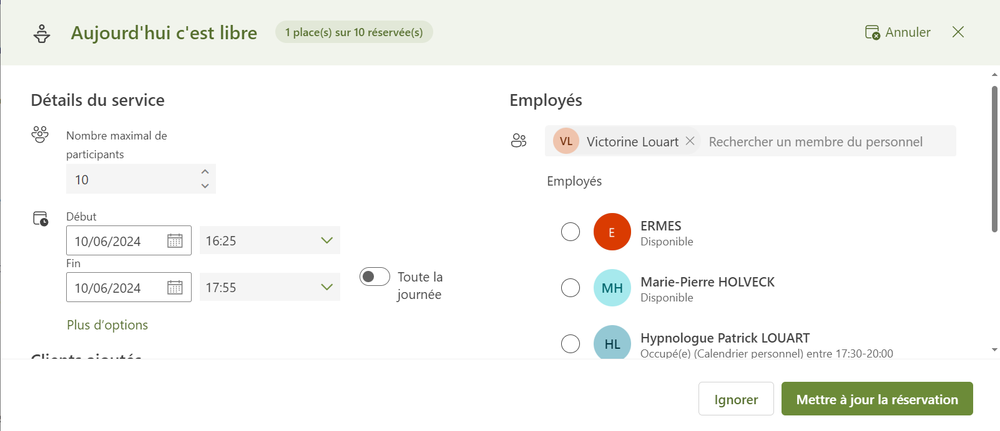 Aujourd'hui c'est libre
1 place(s) sur 10 réservée(s)
Annuler
Détails du service
Nombre maximal de
participants
10
Début
10/06/2024
16:25
Fin
10/06/2024
17:55
Toute la
journée
Plus d’options
Clients ajoutés
Employés
VL Victorine Louart Rechercher un membre du personnel
Employés
E
ERMES
Disponible
MH
Marie-Pierre HOLVECK
Disponible
HL
Hypnologue Patrick LOUART
Occupé(e) (Calendrier personnel) entre 17:30-20:00
Ignorer
Mettre à jour la réservation